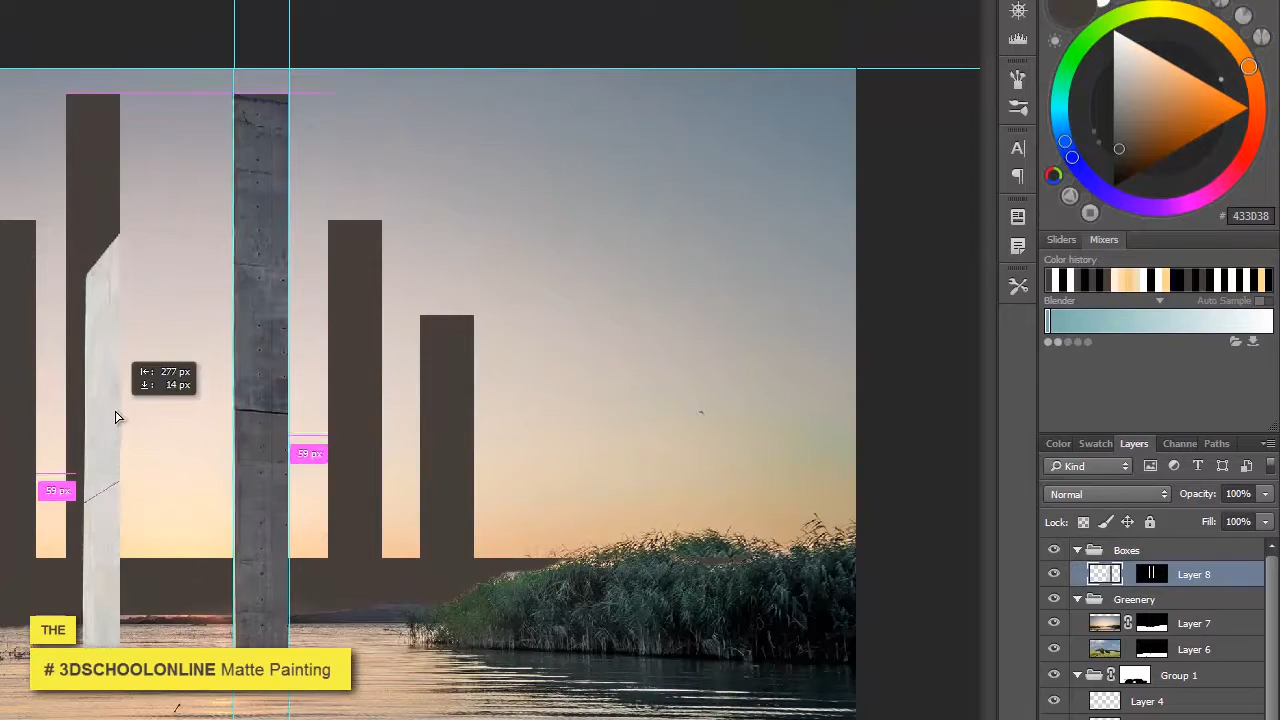 # 433D38
Sliders Mixers
Color history
Blender Auto Sample
277 px
14 px
59 px
59 px
Color Swatch Layers Channe Paths
Kind
Normal Opacity: 100%
Lock: Fill: 100%
Boxes
Layer 8
Greenery
Layer 7
Layer 6
Group 1
Layer 4
THE
# 3DSCHOOLONLINE Matte Painting